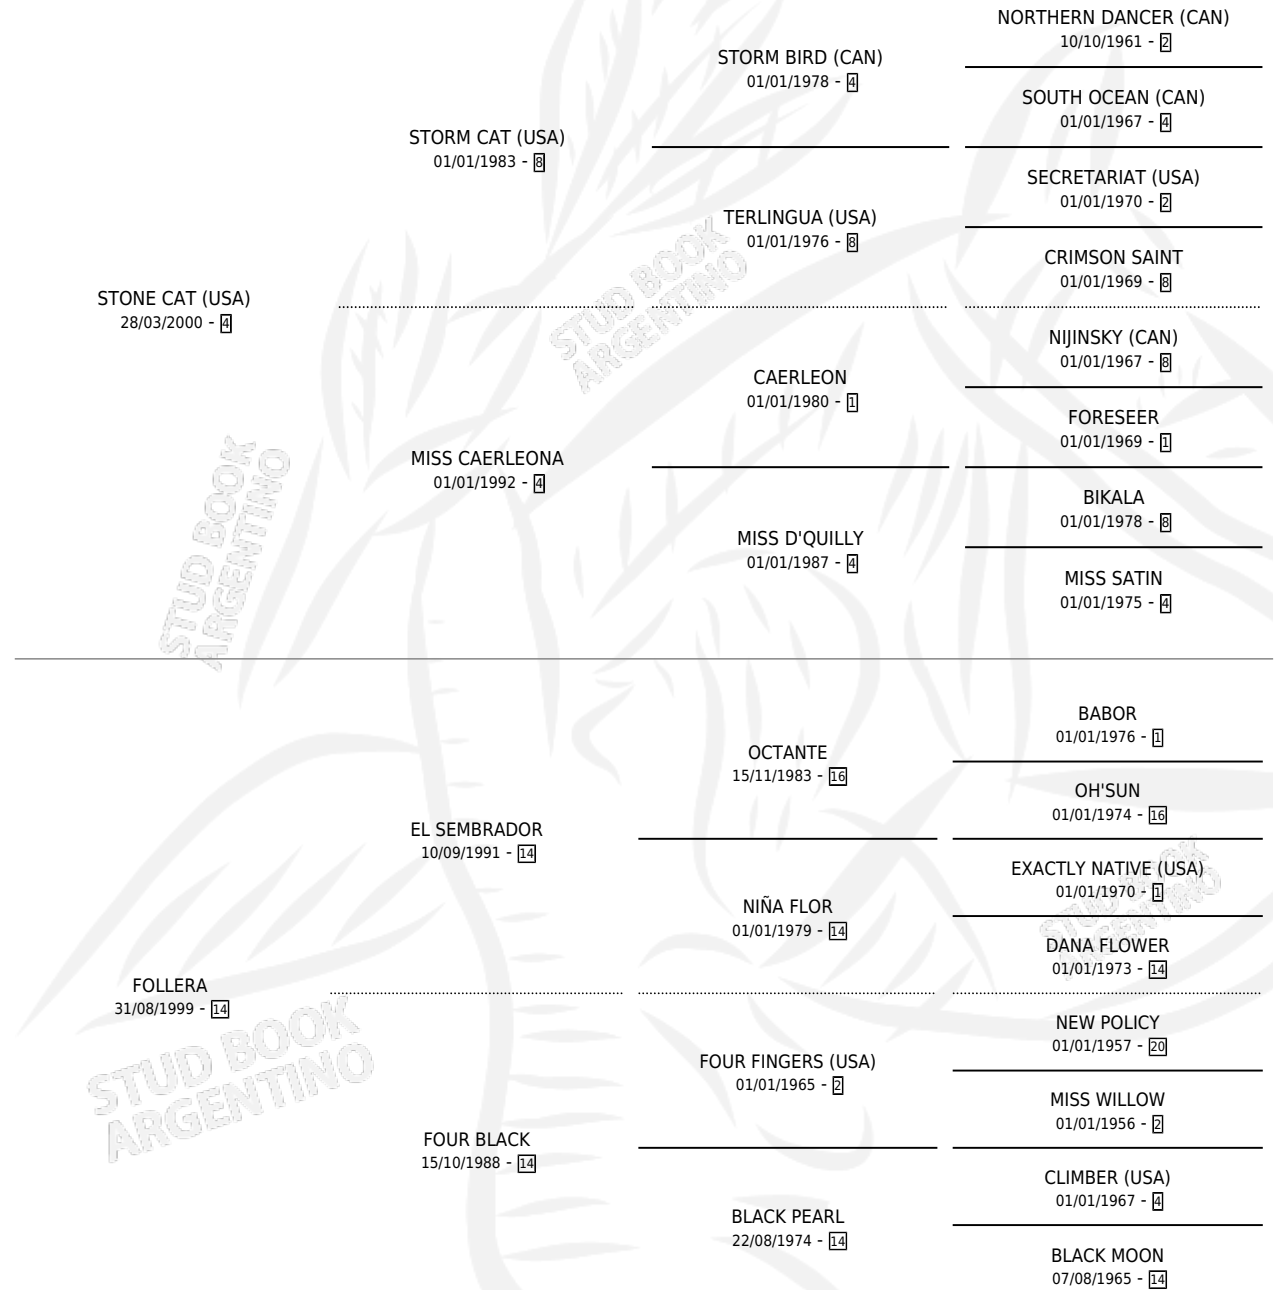 NORTHERN DANCER (CAN)
10/10/1961 - 2
STORM BIRD (CAN)
01/01/1978 - 4
SOUTH OCEAN (CAN)
01/01/1967 - 4
STORM CAT (USA)
01/01/1983 - 8
SECRETARIAT (USA)
01/01/1970 - 2
TERLINGUA (USA)
01/01/1976 - 8
CRIMSON SAINT
01/01/1969 - 8
STONE CAT (USA)
28/03/2000 - 4
NIJINSKY (CAN)
01/01/1967 - 8
CAERLEON
01/01/1980 - 1
FORESEER
01/01/1969 - 1
MISS CAERLEONA
01/01/1992 - 4
BIKALA
01/01/1978 - 8
MISS D'QUILLY
01/01/1987 - 4
MISS SATIN
01/01/1975 - 4
BABOR
01/01/1976 - 1
OCTANTE
15/11/1983 - 16
OH'SUN
01/01/1974 - 16
EL SEMBRADOR
10/09/1991 - 14
EXACTLY NATIVE (USA)
01/01/1970 - 1
NIÑA FLOR
01/01/1979 - 14
DANA FLOWER
01/01/1973 - 14
FOLLERA
31/08/1999 - 14
NEW POLICY
01/01/1957 - 20
FOUR FINGERS (USA)
01/01/1965 - 2
MISS WILLOW
01/01/1956 - 2
FOUR BLACK
15/10/1988 - 14
CLIMBER (USA)
01/01/1967 - 4
BLACK PEARL
22/08/1974 - 14
BLACK MOON
07/08/1965 - 14
STUD BOOK
ARGENTINO
STUD BOOK
ARGENTINO
STUD BOOK
ARGENTINO
STUD BOOK
ARGENTINO